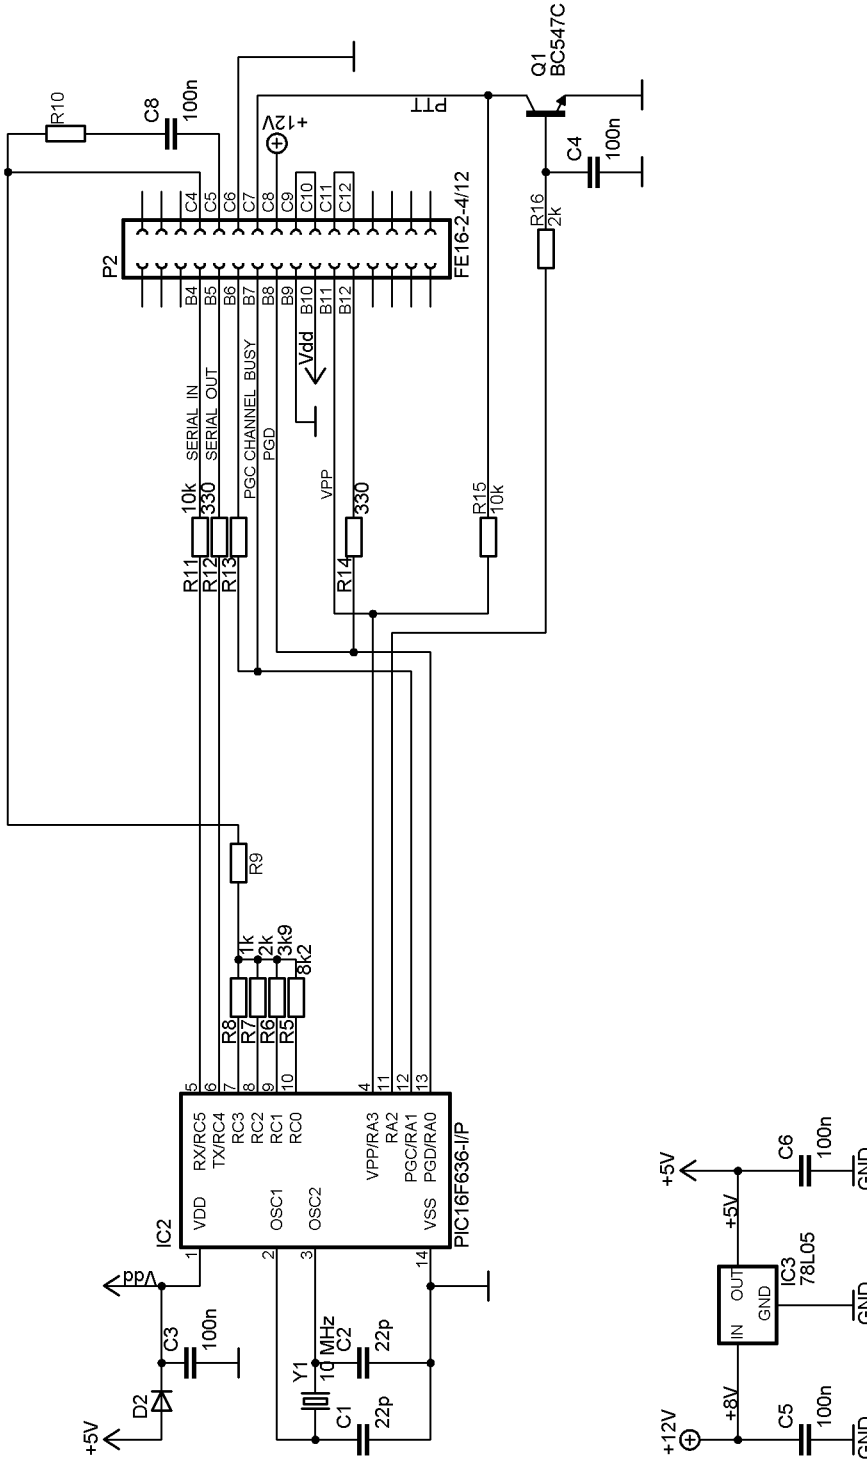 R10
C8
100n
+12V
PTT
Q1
BC547C
C4
100n
R16
2k
P2
FE16-2-4/12
C4
C5
C6
C7
C8
C9
C10
C11
C12
B4
B5
B6
B7
B8
B9
B10
B11
B12
Vdd
SERIAL IN
SERIAL OUT
PGC CHANNEL BUSY
PGD
VPP
10k
330
R11
R12
R13
330
R14
R15
10k
R9
1k
2k
3k9
8k2
R8
R7
R6
R5
5
6
7
8
9
10
4
11
12
13
RX/RC5
TX/RC4
RC3
RC2
RC1
RC0
VPP/RA3
RA2
PGC/RA1
PGD/RA0
VDD
OSC1
OSC2
VSS
IC2
PIC16F636-I/P
1
2
3
14
Vdd
C3
100n
D2
+5V
Y1
10 MHz
C2
22p
C1
22p
+5V
C6
100n
GND
+5V
OUT
IC3
78L05
GND
IN
GND
+8V
+12V
C5
100n
GND